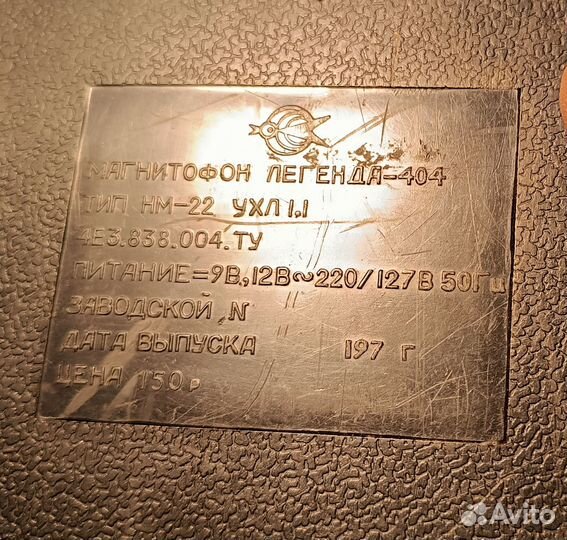 МАГНИТОФОН ЛЕГЕНДА-404
ТИП НМ-22 УХЛ 1.1
4Е3.838.004.ТУ
ПИТАНИЕ=9В,12В~220/127В 50Гц
ЗАВОДСКОЙ N "
ДАТА ВЫПУСКА " 197 г
ЦЕНА 150р
Avito